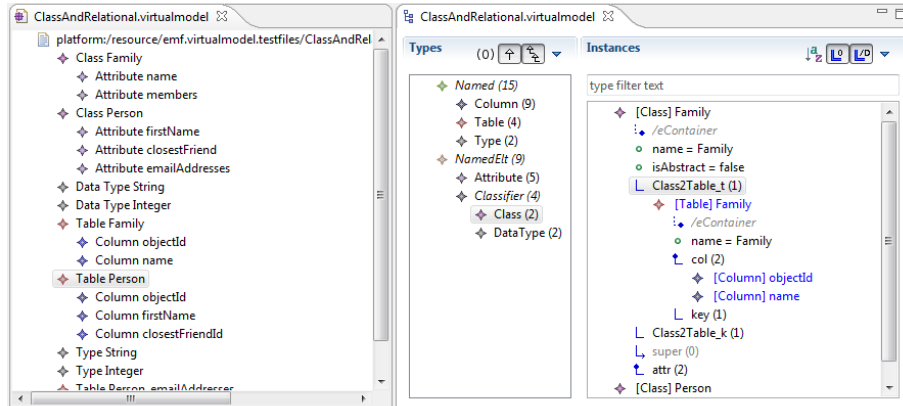 ClassAndRelational.virtualmodel
platform:/resource/emf.virtualmodel.testfiles/ClassAndRel
Class Family
Attribute name
Attribute members
Class Person
Attribute firstName
Attribute closestFriend
Attribute emailAddresses
Data Type String
Data Type Integer
Table Family
Column objectId
Column name
Table Person
Column objectId
Column firstName
Column closestFriendId
Type String
Type Integer
Table Person_emailAddresses
ClassAndRelational.virtualmodel
Types
(0)
Named (15)
Column (9)
Table (4)
Type (2)
NamedElt (9)
Attribute (5)
Classifier (4)
Class (2)
DataType (2)
Instances
type filter text
[Class] Family
/eContainer
name = Family
isAbstract = false
Class2Table_t (1)
[Table] Family
/eContainer
name = Family
col (2)
[Column] objectId
[Column] name
key (1)
Class2Table_k (1)
super (0)
attr (2)
[Class] Person